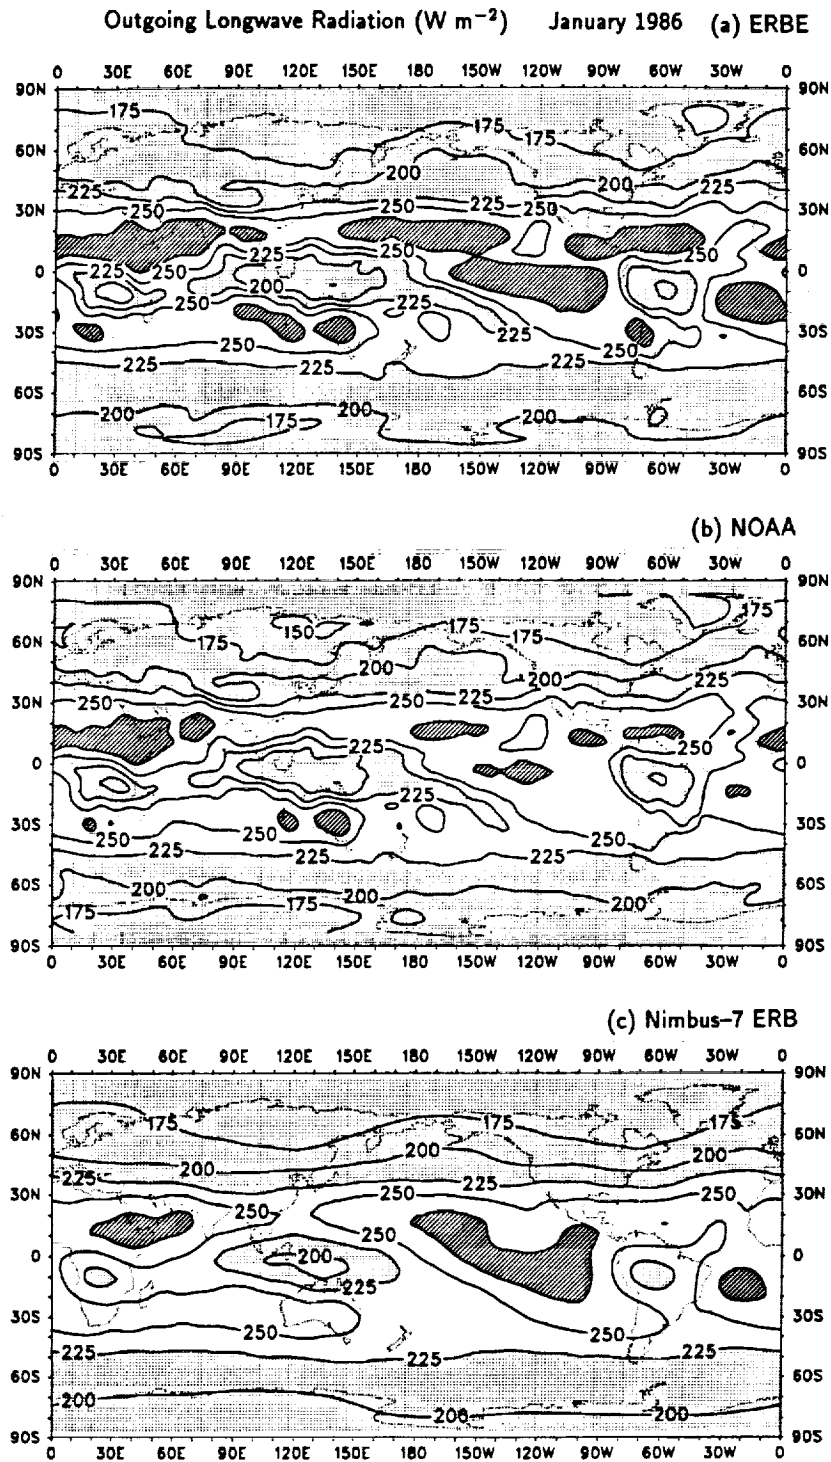 Outgoing Longwave Radiation (W m−2) January 1986 (a) ERBE
0 30E 60E 90E 120E 150E 180 150W 120W 90W 60W 30W 0
90N 90N
175 175 175
60N 60N
200 200
225 225 225
30N 250 250 250 30N
225 250 250
0 225 250 200 0
250 225
30S 250 250 30S
225 225 225
60S 60S
200 175 200 200
90S 90S
0 30E 60E 90E 120E 150E 180 150W 120W 90W 60W 30W 0
(b) NOAA
0 30E 60E 90E 120E 150E 180 150W 120W 90W 60W 30W 0
90N 90N
175 150 175 175 175
60N 60N
200 200 225
30N 250 250 225 30N
225 250
0 0
225
30S 250 250 250 30S
225 225 225
60S 200 200 200 60S
175 175
90S 90S
0 30E 60E 90E 120E 150E 180 150W 120W 90W 60W 30W 0
(c) Nimbus–7 ERB
0 30E 60E 90E 120E 150E 180 150W 120W 90W 60W 30W 0
90N 90N
175 175 175
60N 60N
200 200 200
225 225 225
30N 250 250 250 30N
250
0 200 0
225
30S 250 250 30S
225 225 225
60S 60S
200 200 200
90S 90S
0 30E 60E 90E 120E 150E 180 150W 120W 90W 60W 30W 0